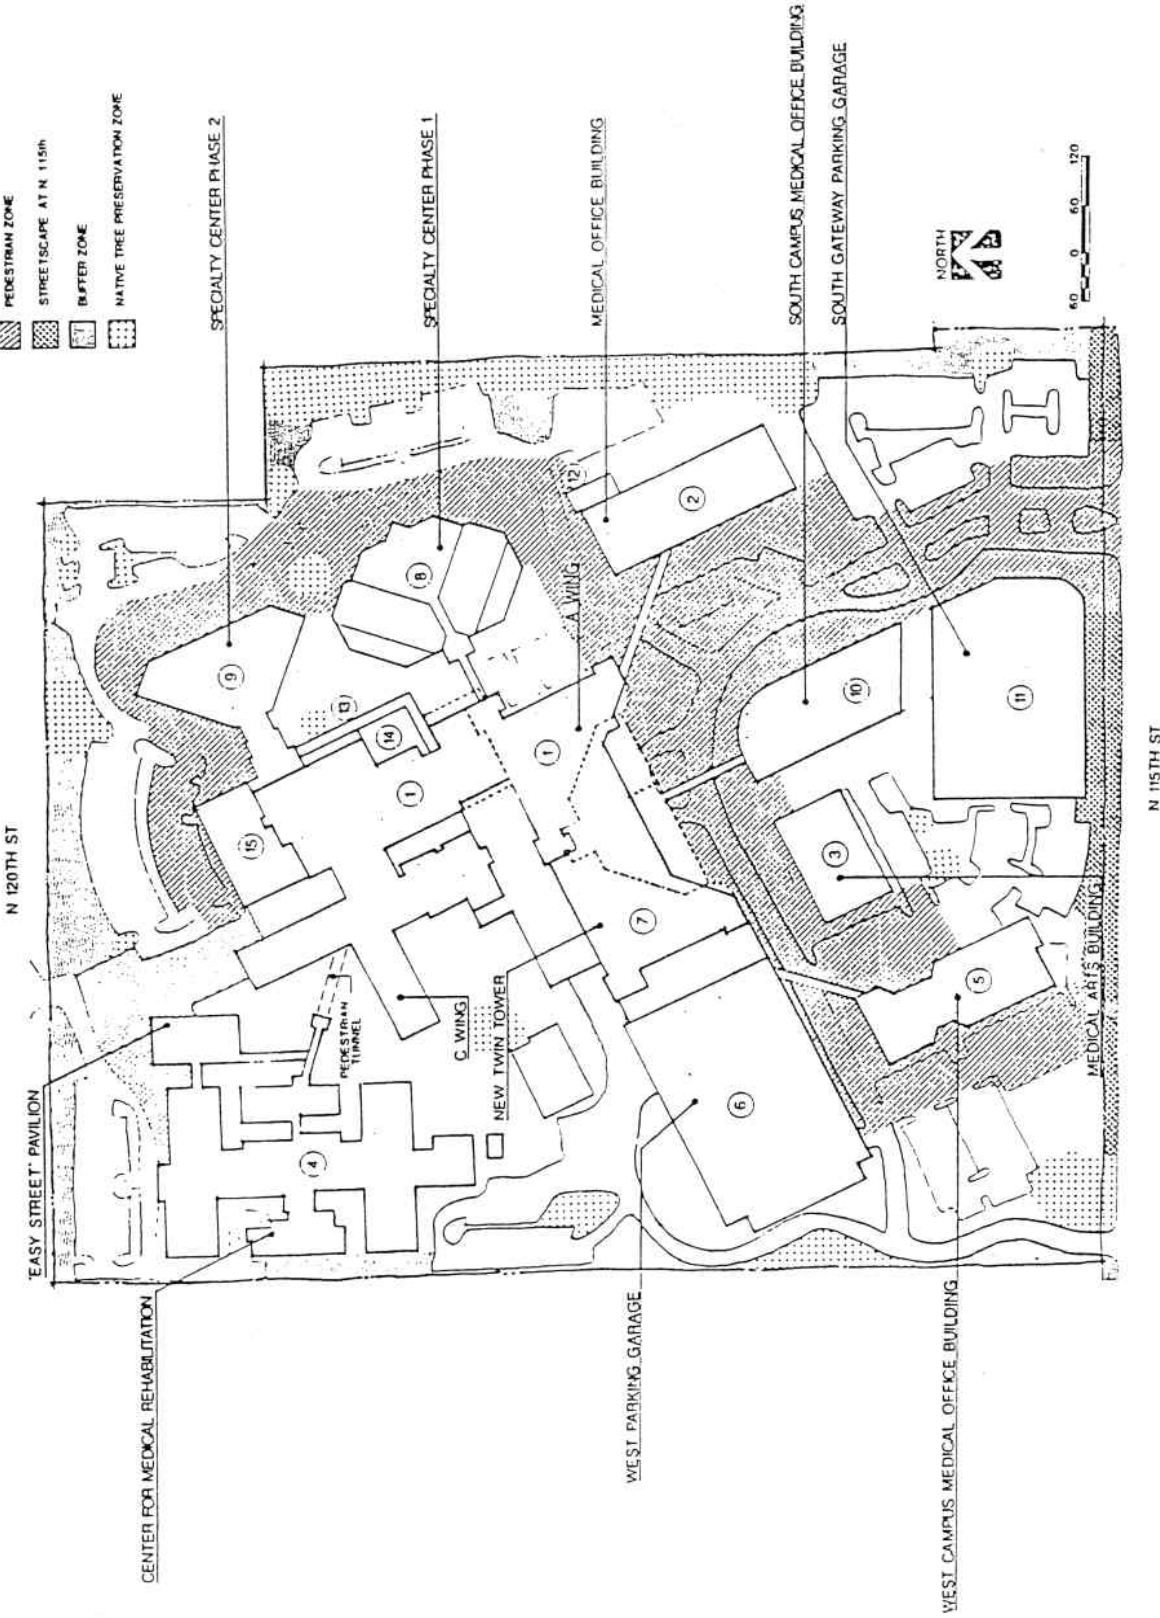 PEDESTRIAN ZONE
STREETSCAPE AT N 115th
BUFFER ZONE
NATIVE TREE PRESERVATION ZONE
SPECIALTY CENTER PHASE 2
SPECIALTY CENTER PHASE 1
MEDICAL OFFICE BUILDING
SOUTH CAMPUS MEDICAL OFFICE BUILDING
SOUTH GATEWAY PARKING GARAGE
NORTH
60 0 60 120
N 120TH ST
N 115TH ST
"EASY STREET" PAVILION
CENTER FOR MEDICAL REHABILITATION
PEDESTRIAN
TUNNEL
C WING
NEW TWIN TOWER
A WING
WEST PARKING GARAGE
WEST CAMPUS MEDICAL OFFICE BUILDING
MEDICAL ARTS BUILDING
1
1
2
3
4
5
6
7
8
9
10
11
12
13
14
15